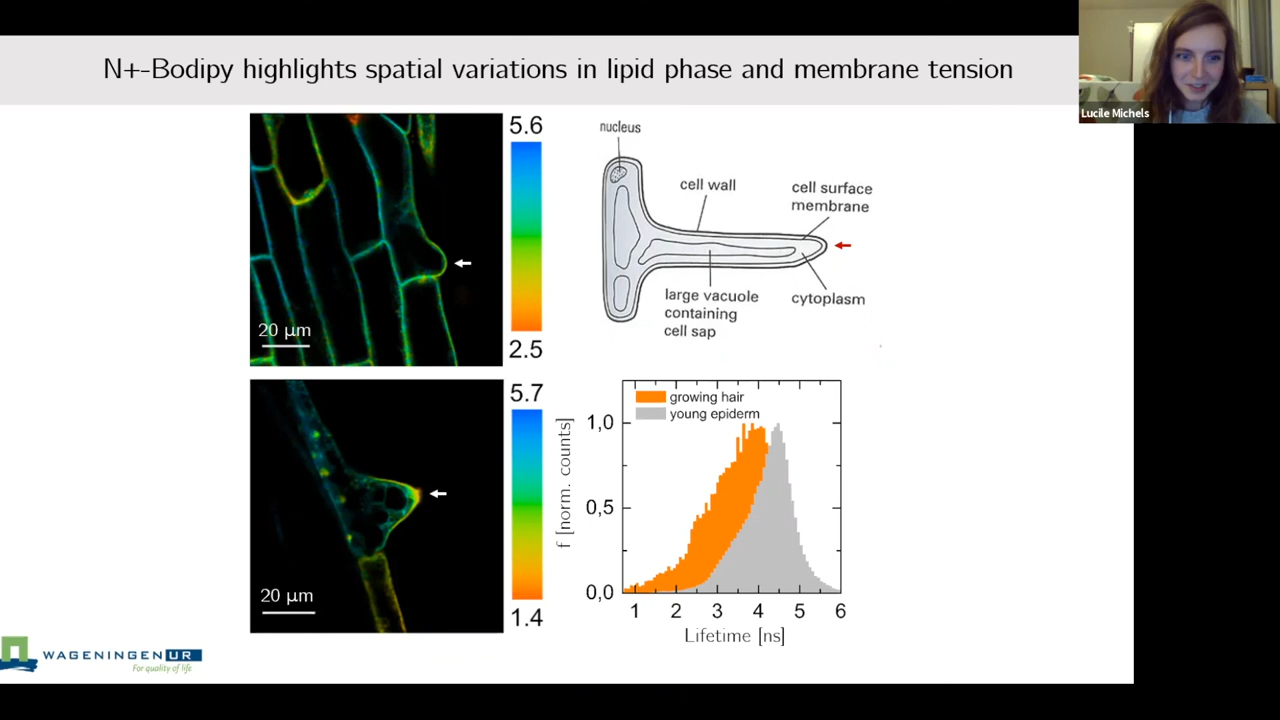 N+-Bodipy highlights spatial variations in lipid phase and membrane tension
Lucile Michels
5.6
2.5
20 µm
nucleus
cell wall
cell surface
membrane
large vacuole
containing
cell sap
cytoplasm
5.7
1.4
20 µm
growing hair
young epiderm
1,0
0,5
0,0
f [norm. counts]
1 2 3 4 5 6
Lifetime [ns]
WAGENINGEN UR
For quality of life